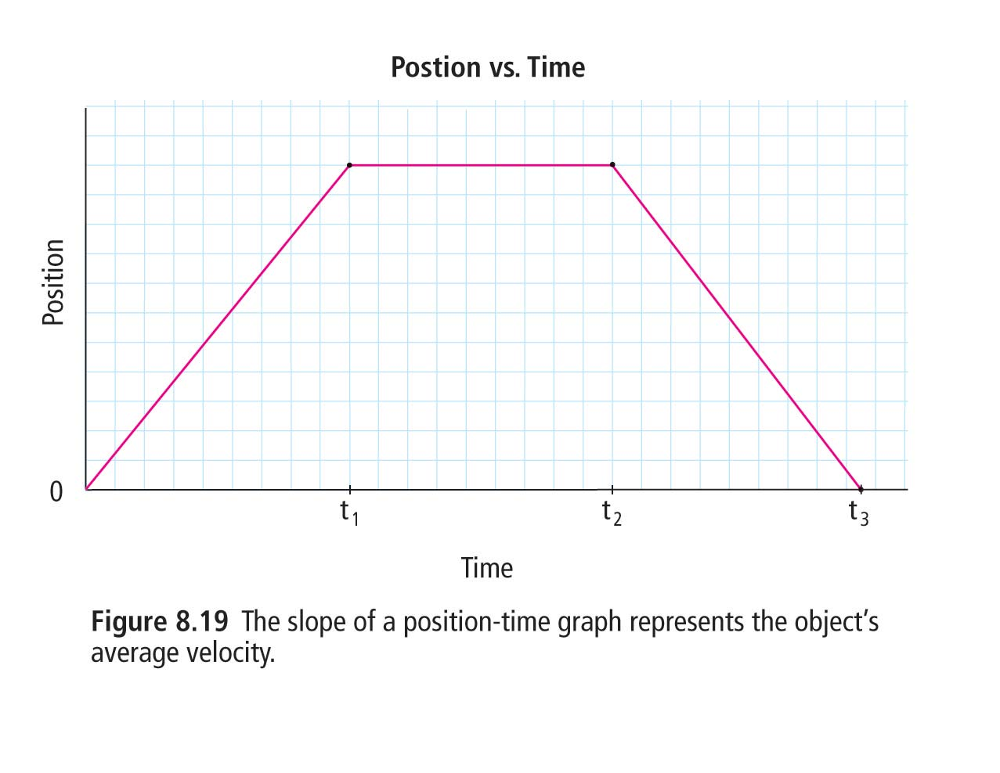 Postion vs. Time
Position
0
t1
t2
t3
Time
Figure 8.19 The slope of a position-time graph represents the object’s
average velocity.